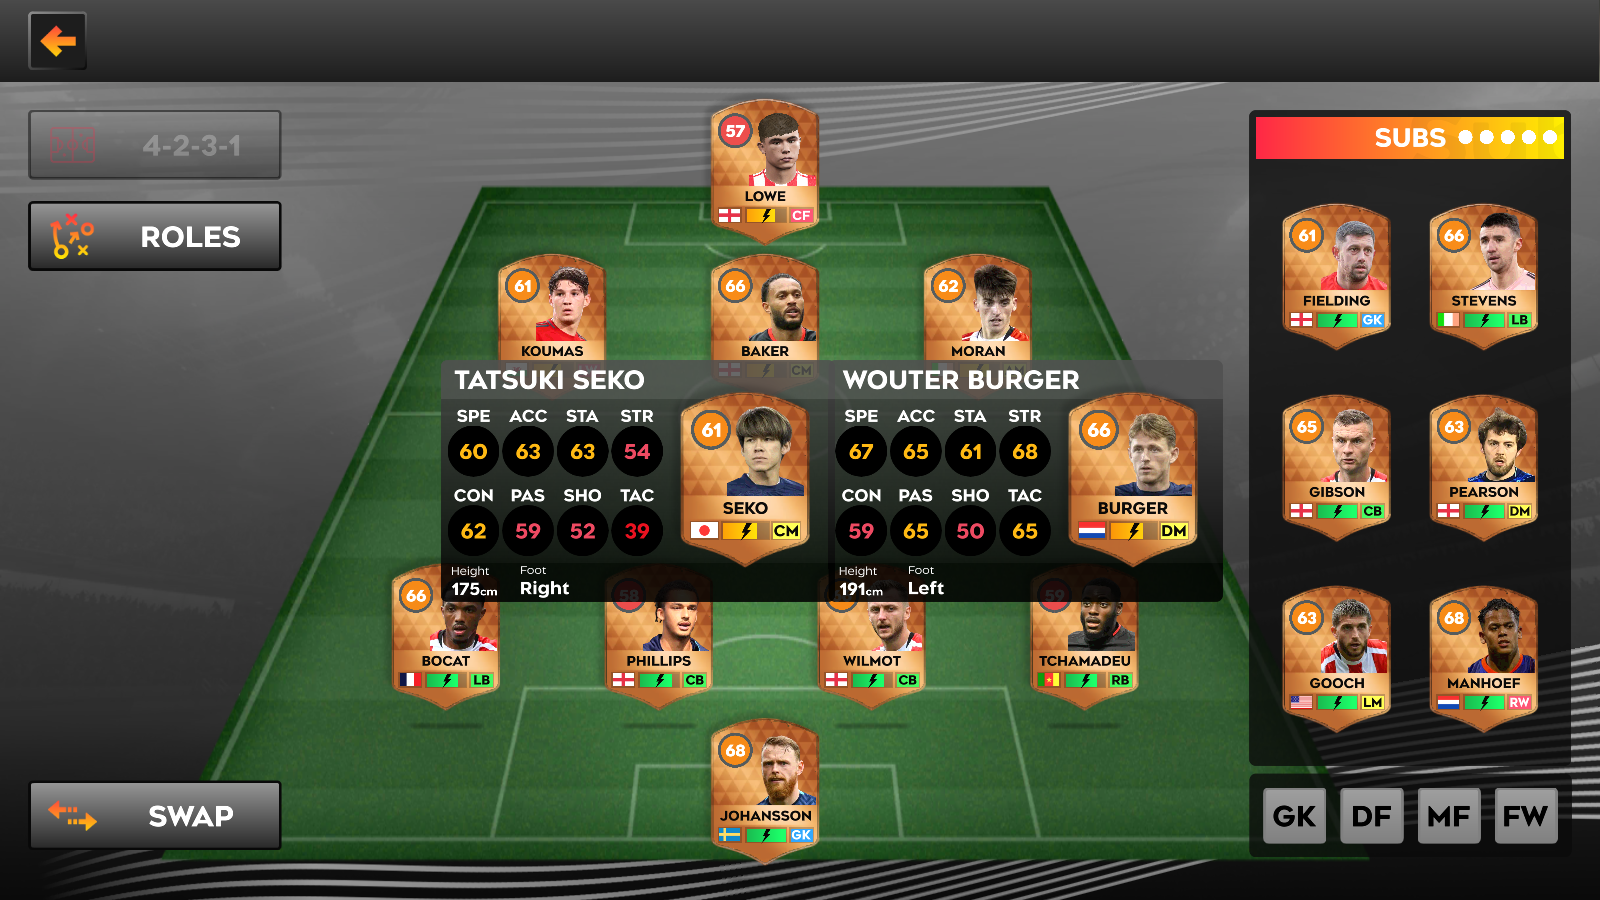 4-2-3-1
ROLES
57
LOWE
CF
61
KOUMAS
66
BAKER
CM
62
MORAN
TATSUKI SEKO
SPE ACC STA STR
60 63 63 54
CON PAS SHO TAC
62 59 52 39
Height Foot
175cm Right
61
SEKO
CM
WOUTER BURGER
SPE ACC STA STR
67 65 61 68
CON PAS SHO TAC
59 65 50 65
Height Foot
191cm Left
66
BURGER
DM
66
BOCAT
LB
58
PHILLIPS
CB
WILMOT
CB
59
TCHAMADEU
RB
68
JOHANSSON
GK
SWAP
SUBS
61
FIELDING
GK
66
STEVENS
LB
65
GIBSON
CB
63
PEARSON
DM
63
GOOCH
LM
68
MANHOEF
RW
GK DF MF FW